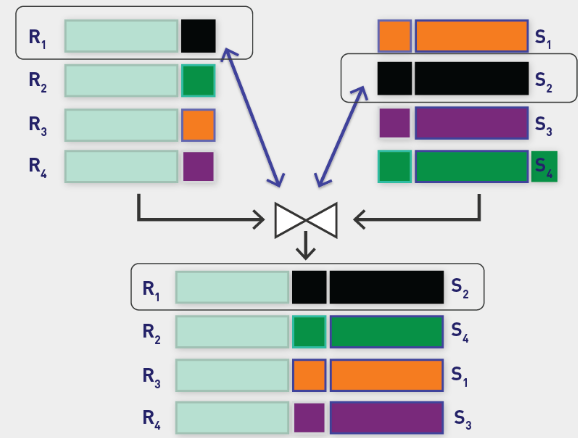 R₁
R₂
R₃
R₄
S₁
S₂
S₃
S₄
R₁ S₂
R₂ S₄
R₃ S₁
R₄ S₃